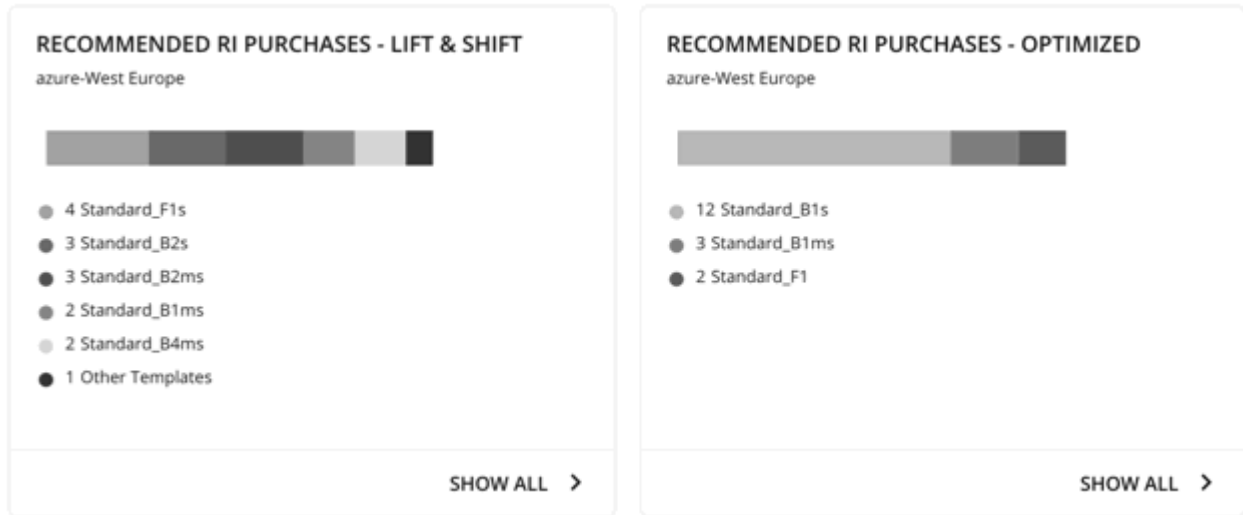 RECOMMENDED RI PURCHASES - LIFT & SHIFT
azure-West Europe
4 Standard_F1s
3 Standard_B2s
3 Standard_B2ms
2 Standard_B1ms
2 Standard_B4ms
1 Other Templates
SHOW ALL >
RECOMMENDED RI PURCHASES - OPTIMIZED
azure-West Europe
12 Standard_B1s
3 Standard_B1ms
2 Standard_F1
SHOW ALL >